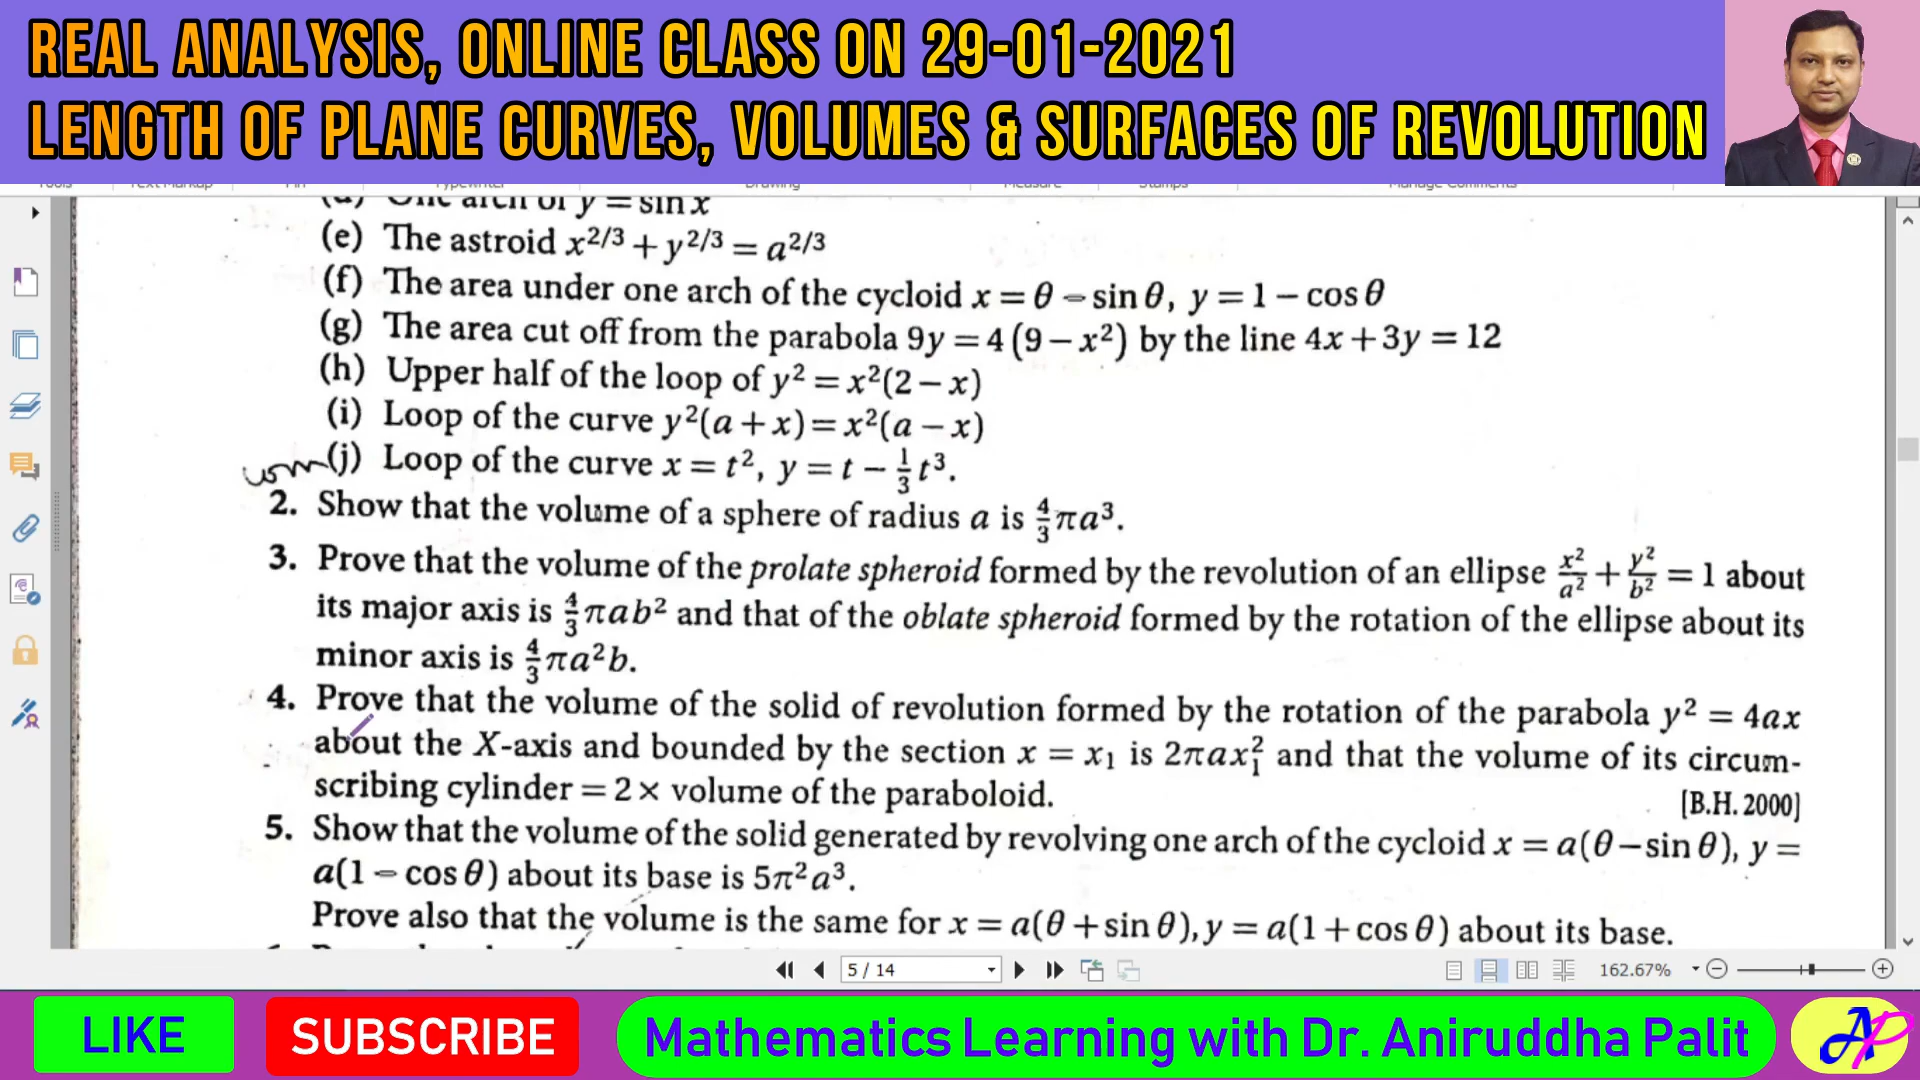 REAL ANALYSIS, ONLINE CLASS ON 29-01-2021
LENGTH OF PLANE CURVES, VOLUMES & SURFACES OF REVOLUTION
One arch of y = sin x
(e) The astroid x^2/3 + y^2/3 = a^2/3
(f) The area under one arch of the cycloid x = θ − sin θ, y = 1 − cos θ
(g) The area cut off from the parabola 9y = 4 (9 − x²) by the line 4x + 3y = 12
(h) Upper half of the loop of y² = x²(2 − x)
(i) Loop of the curve y²(a + x) = x²(a − x)
(j) Loop of the curve x = t², y = t − 1/3 t³.
2. Show that the volume of a sphere of radius a is 4/3 πa³.
3. Prove that the volume of the prolate spheroid formed by the revolution of an ellipse x²/a² + y²/b² = 1 about
its major axis is 4/3 πab² and that of the oblate spheroid formed by the rotation of the ellipse about its
minor axis is 4/3 πa²b.
4. Prove that the volume of the solid of revolution formed by the rotation of the parabola y² = 4ax
about the X-axis and bounded by the section x = x₁ is 2πax₁² and that the volume of its circum-
scribing cylinder = 2 × volume of the paraboloid.
[B.H. 2000]
5. Show that the volume of the solid generated by revolving one arch of the cycloid x = a(θ − sin θ), y =
a(1 − cos θ) about its base is 5π²a³.
Prove also that the volume is the same for x = a(θ + sin θ), y = a(1 + cos θ) about its base.
5 / 14
162.67%
LIKE
SUBSCRIBE
Mathematics Learning with Dr. Aniruddha Palit
AP